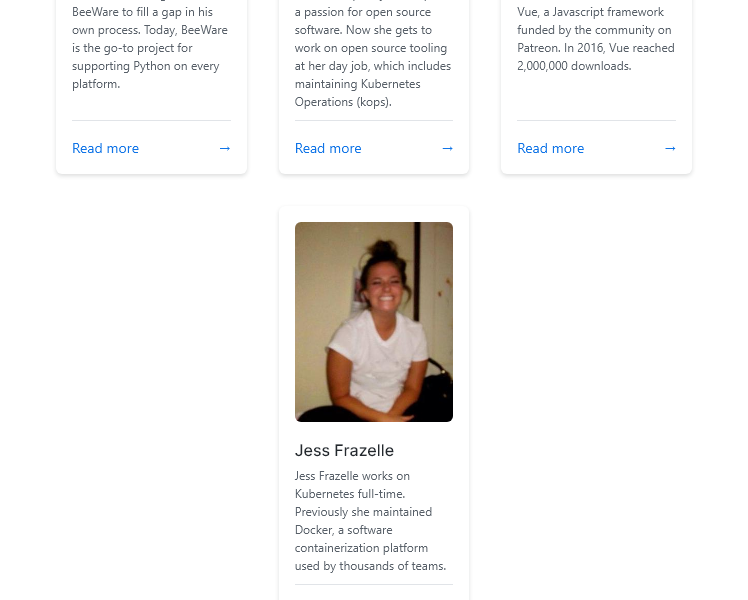 BeeWare to fill a gap in his
own process. Today, BeeWare
is the go-to project for
supporting Python on every
platform.
Read more →
a passion for open source
software. Now she gets to
work on open source tooling
at her day job, which includes
maintaining Kubernetes
Operations (kops).
Read more →
Vue, a Javascript framework
funded by the community on
Patreon. In 2016, Vue reached
2,000,000 downloads.
Read more →
Jess Frazelle
Jess Frazelle works on
Kubernetes full-time.
Previously she maintained
Docker, a software
containerization platform
used by thousands of teams.